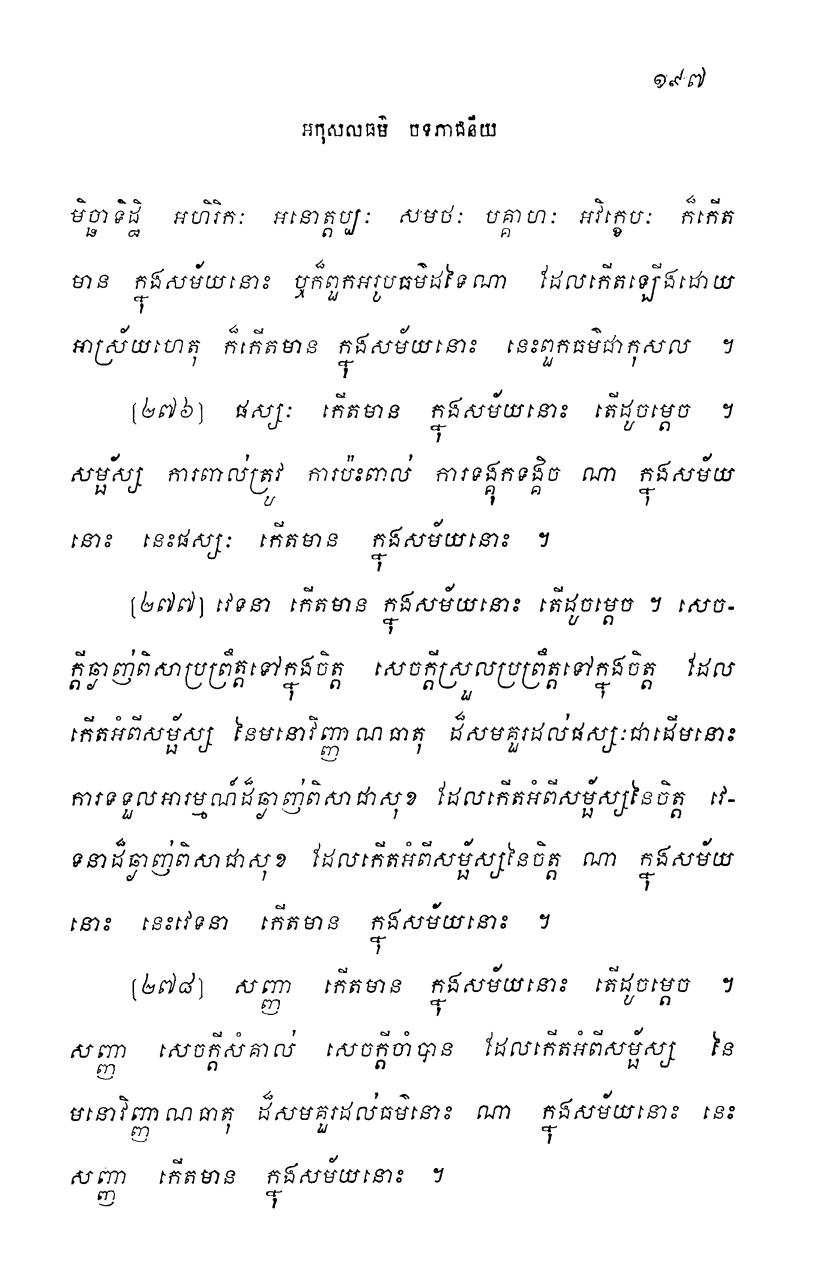 ១៩៧
អកុសលធម៌ បទភាជនីយ
មិច្ឆាទិដ្ឋិ អហិរិកៈ អនោត្តប្បៈ សមថៈ បគ្គាហៈ អវិក្ខេបៈ ក៏កើត
មាន ក្នុងសម័យនោះ ឬក៏ពួកអរូបធម៌ដទៃណា ដែលកើតឡើងដោយ
អាស្រ័យហេតុ ក៏កើតមាន ក្នុងសម័យនោះ នេះពួកធម៌ជាកុសល ។
(២៧៦) ផស្សៈ កើតមាន ក្នុងសម័យនោះ តើដូចម្តេច ។
សម្ផ័ស្ស ការពាល់ត្រូវ ការប៉ះពាល់ ការទង្គុកទង្គិច ណា ក្នុងសម័យ
នោះ នេះផស្សៈ កើតមាន ក្នុងសម័យនោះ ។
(២៧៧) វេទនា កើតមាន ក្នុងសម័យនោះ តើដូចម្តេច ។ សេច-
ក្តីឆ្ងាញ់ពិសាប្រព្រឹត្តទៅក្នុងចិត្ត សេចក្តីស្រួលប្រព្រឹត្តទៅក្នុងចិត្ត ដែល
កើតអំពីសម្ផ័ស្ស នៃមនោវិញ្ញាណធាតុ ដ៏សមគួរដល់ផស្សៈជាដើមនោះ
ការទទួលអារម្មណ៍ដ៏ឆ្ងាញ់ពិសាជាសុខ ដែលកើតអំពីសម្ផ័ស្សនៃចិត្ត វេ-
ទនាដ៏ឆ្ងាញ់ពិសាជាសុខ ដែលកើតអំពីសម្ផ័ស្សនៃចិត្ត ណា ក្នុងសម័យ
នោះ នេះវេទនា កើតមាន ក្នុងសម័យនោះ ។
(២៧៨) សញ្ញា កើតមាន ក្នុងសម័យនោះ តើដូចម្តេច ។
សញ្ញា សេចក្តីសំគាល់ សេចក្តីចាំបាន ដែលកើតអំពីសម្ផ័ស្ស នៃ
មនោវិញ្ញាណធាតុ ដ៏សមគួរដល់ធម៌នោះ ណា ក្នុងសម័យនោះ នេះ
សញ្ញា កើតមាន ក្នុងសម័យនោះ ។